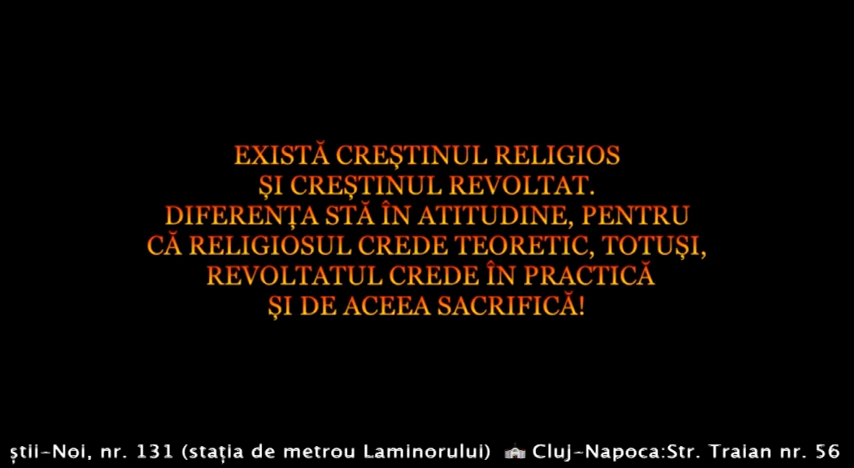 EXISTĂ CREȘTINUL RELIGIOS
ȘI CREȘTINUL REVOLTAT.
DIFERENȚA STĂ ÎN ATITUDINE, PENTRU
CĂ RELIGIOSUL CREDE TEORETIC, TOTUȘI,
REVOLTATUL CREDE ÎN PRACTICĂ
ȘI DE ACEEA SACRIFICĂ!
știi-Noi, nr. 131 (stația de metrou Laminorului) Cluj-Napoca:Str. Traian nr. 56